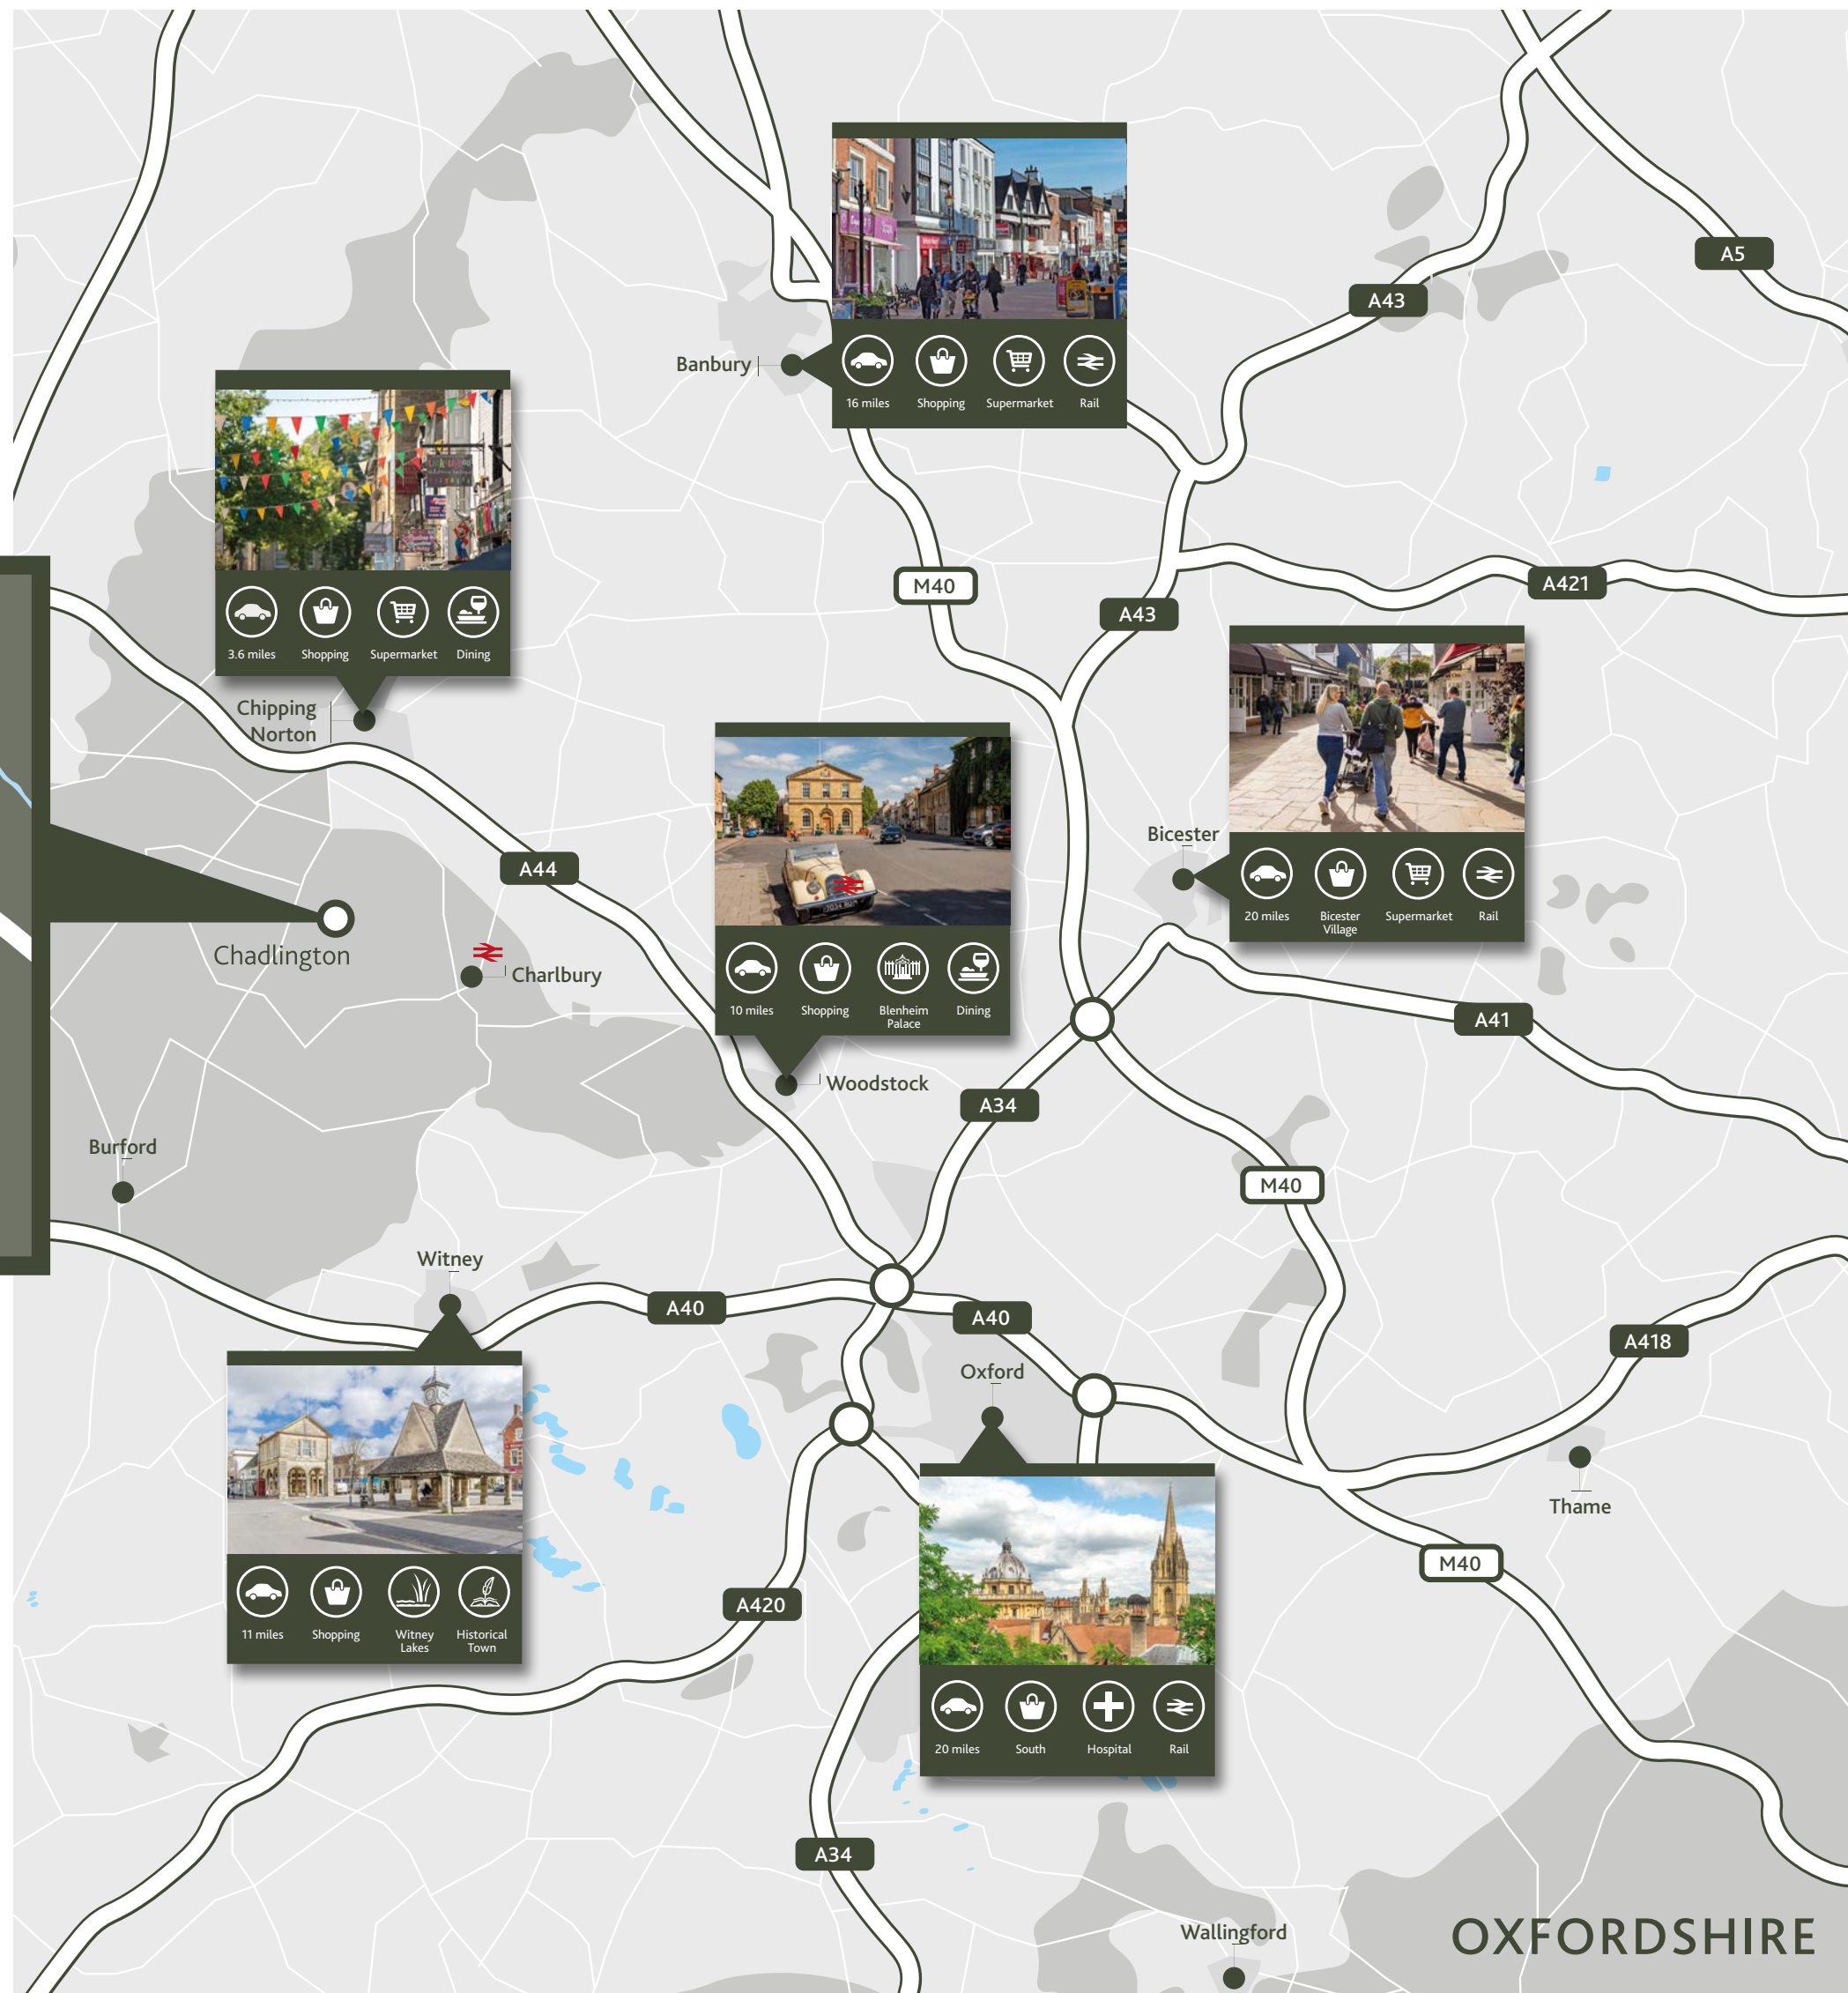 A5
A43
Banbury
16 miles
Shopping
Supermarket
Rail
3.6 miles
Shopping
Supermarket
Dining
M40
A421
A43
Chipping
Norton
Bicester
A44
20 miles
Bicester
Village
Supermarket
Rail
Chadlington
Charlbury
10 miles
Shopping
Blenheim
Palace
Dining
A41
Woodstock
A34
Burford
M40
Witney
A40
A40
A418
Oxford
Thame
M40
A420
11 miles
Shopping
Witney
Lakes
Historical
Town
20 miles
South
Hospital
Rail
A34
Wallingford
OXFORDSHIRE